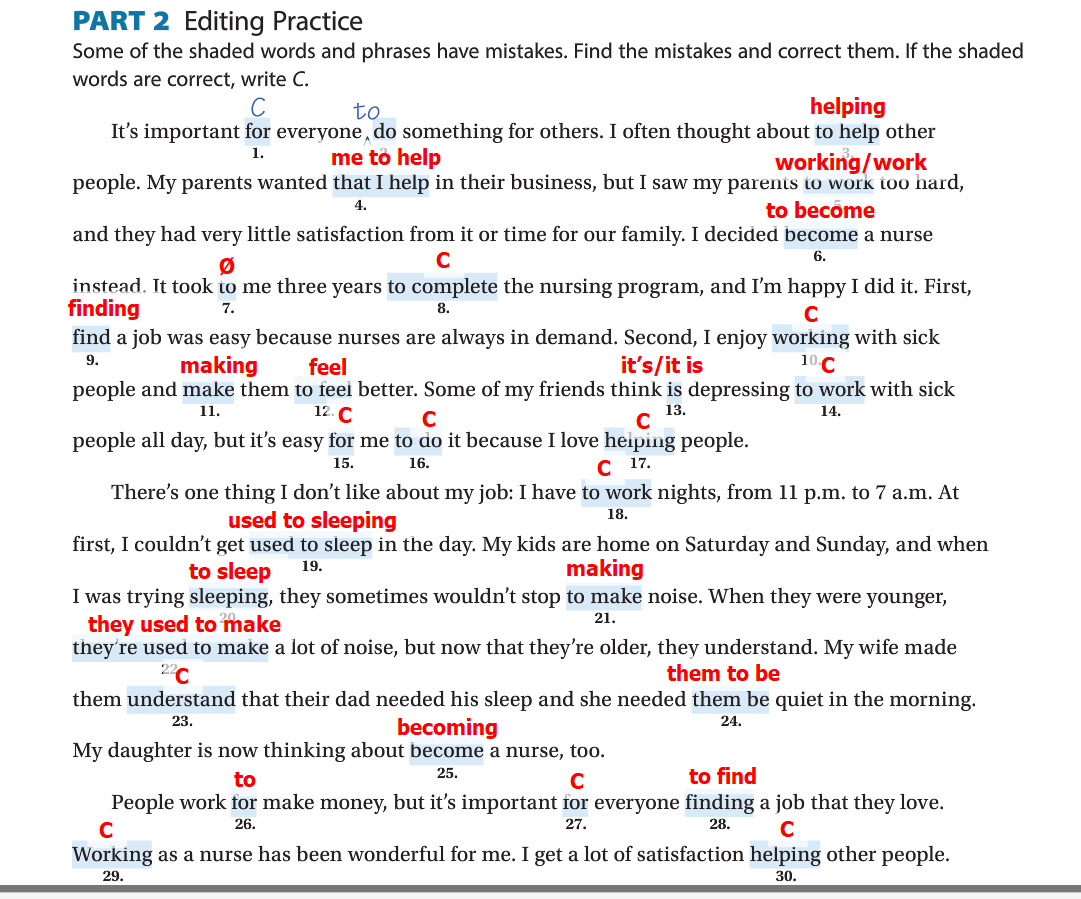 PART 2 Editing Practice
Some of the shaded words and phrases have mistakes. Find the mistakes and correct them. If the shaded
words are correct, write C.
C to helping
It's important for everyone ^ do something for others. I often thought about to help other
1. 2. 3.
me to help working/work
people. My parents wanted that I help in their business, but I saw my parents to work too hard,
4. 5.
to become
and they had very little satisfaction from it or time for our family. I decided become a nurse
6.
Ø C
instead. It took to me three years to complete the nursing program, and I'm happy I did it. First,
7. 8.
finding C
find a job was easy because nurses are always in demand. Second, I enjoy working with sick
9. 10.
making feel it's/it is C
people and make them to feel better. Some of my friends think is depressing to work with sick
11. 12. 13. 14.
C C C
people all day, but it's easy for me to do it because I love helping people.
15. 16. 17.
C
There's one thing I don't like about my job: I have to work nights, from 11 p.m. to 7 a.m. At
18.
used to sleeping
first, I couldn't get used to sleep in the day. My kids are home on Saturday and Sunday, and when
19.
to sleep making
I was trying sleeping, they sometimes wouldn't stop to make noise. When they were younger,
20. 21.
they used to make
they're used to make a lot of noise, but now that they're older, they understand. My wife made
22.
C them to be
them understand that their dad needed his sleep and she needed them be quiet in the morning.
23. 24.
becoming
My daughter is now thinking about become a nurse, too.
25.
to C to find
People work for make money, but it's important for everyone finding a job that they love.
26. 27. 28.
C C
Working as a nurse has been wonderful for me. I get a lot of satisfaction helping other people.
29. 30.